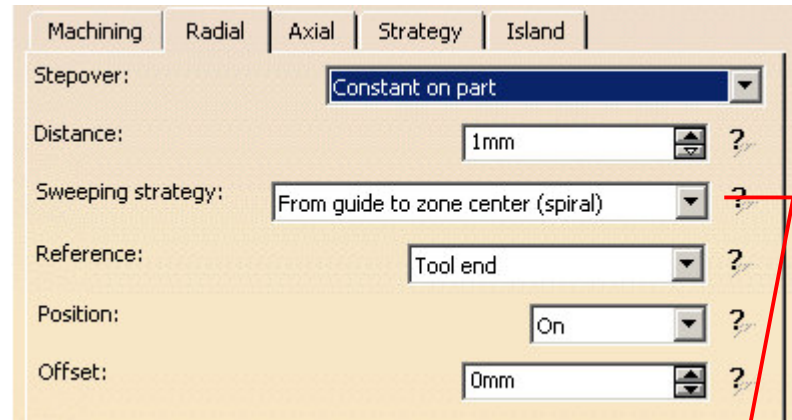 Machining Radial Axial Strategy Island
Stepover: Constant on part
Distance: 1mm ?
Sweeping strategy: From guide to zone center (spiral) ?
Reference: Tool end ?
Position: On ?
Offset: 0mm ?